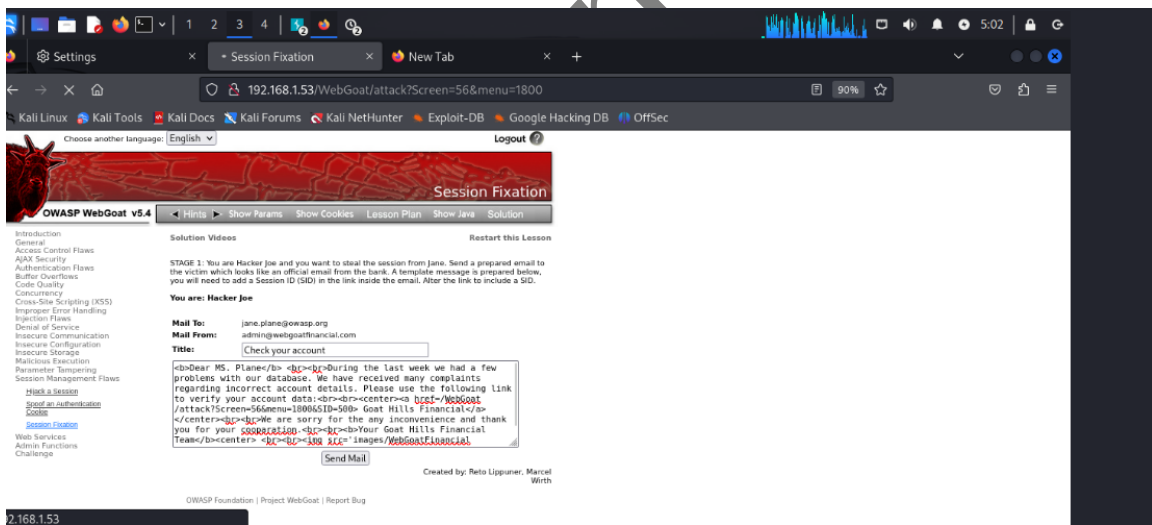 1 2 3 4 5:02
Settings × • Session Fixation × New Tab × +
192.168.1.53/WebGoat/attack?Screen=56&menu=1800 90%
Kali Linux Kali Tools Kali Docs Kali Forums Kali NetHunter Exploit-DB Google Hacking DB OffSec
Choose another language: English Logout ?
Session Fixation
OWASP WebGoat v5.4 Hints Show Params Show Cookies Lesson Plan Show Java Solution
Introduction
General
Access Control Flaws
AJAX Security
Authentication Flaws
Buffer Overflows
Code Quality
Concurrency
Cross-Site Scripting (XSS)
Improper Error Handling
Injection Flaws
Denial of Service
Insecure Communication
Insecure Configuration
Insecure Storage
Malicious Execution
Parameter Tampering
Session Management Flaws
Hijack a Session
Spoof an Authentication
Cookie
Session Fixation
Web Services
Admin Functions
Challenge
Solution Videos Restart this Lesson
STAGE 1: You are Hacker Joe and you want to steal the session from Jane. Send a prepared email to
the victim which looks like an official email from the bank. A template message is prepared below,
you will need to add a Session ID (SID) in the link inside the email. Alter the link to include a SID.
You are: Hacker Joe
Mail To: jane.plane@owasp.org
Mail From: admin@webgoatfinancial.com
Title: Check your account
<b>Dear MS. Plane</b> <br><br>During the last week we had a few
problems with our database. We have received many complaints
regarding incorrect account details. Please use the following link
to verify your account data:<br><br><center><a href=/WebGoat
/attack?Screen=56&menu=1800&SID=500> Goat Hills Financial</a>
</center><br><br>We are sorry for the any inconvenience and thank
you for your cooparation.<br><br><b>Your Goat Hills Financial
Team</b><center> <br><br><img src='images/WebGoatFinancial
Send Mail
Created by: Reto Lippuner, Marcel
Wirth
OWASP Foundation | Project WebGoat | Report Bug
2.168.1.53